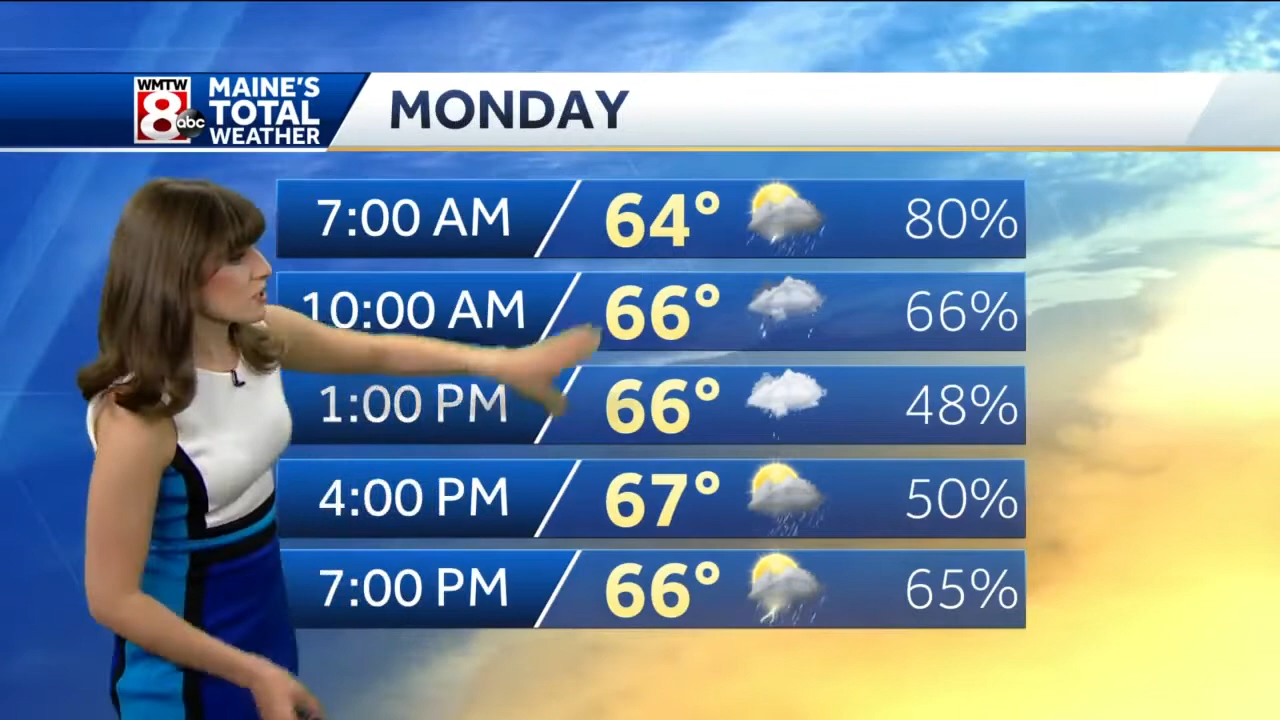 WMTW
8
abc
MAINE'S
TOTAL
WEATHER
MONDAY
7:00 AM 64° 80%
10:00 AM 66° 66%
1:00 PM 66° 48%
4:00 PM 67° 50%
7:00 PM 66° 65%